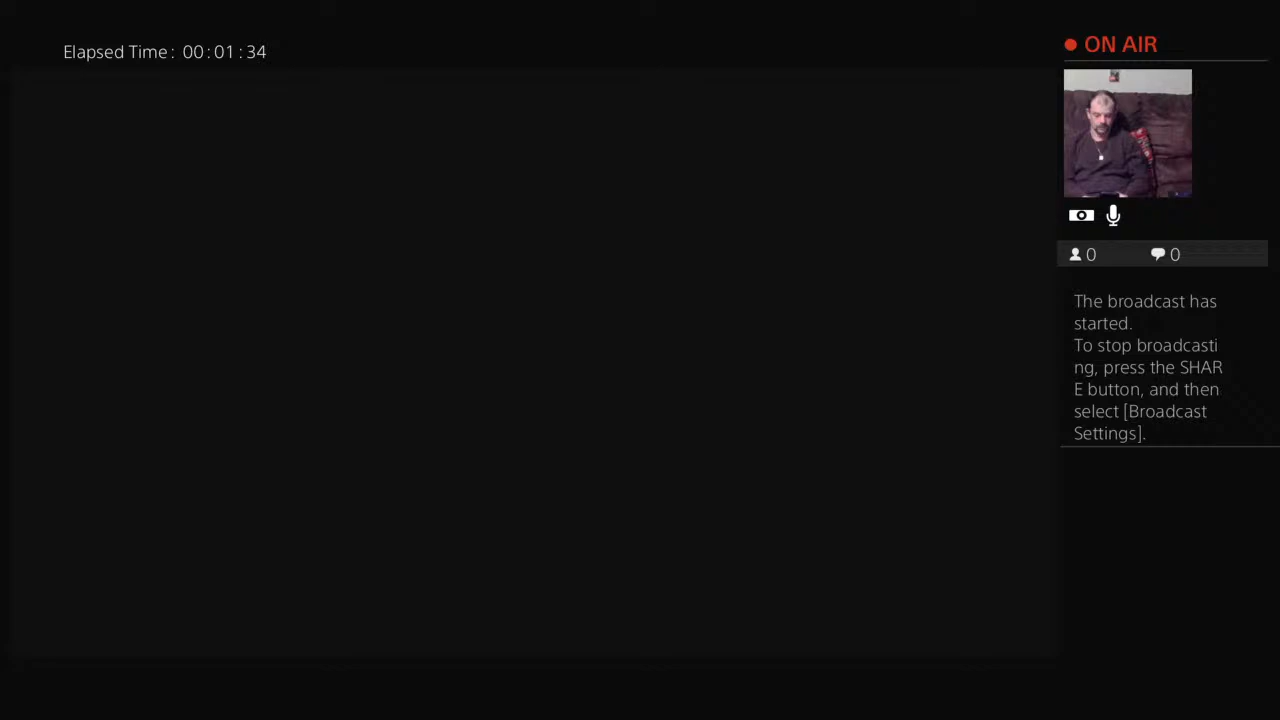 Elapsed Time: 00:01:34
ON AIR
0 0
The broadcast has
started.
To stop broadcasti
ng, press the SHAR
E button, and then
select [Broadcast
Settings].